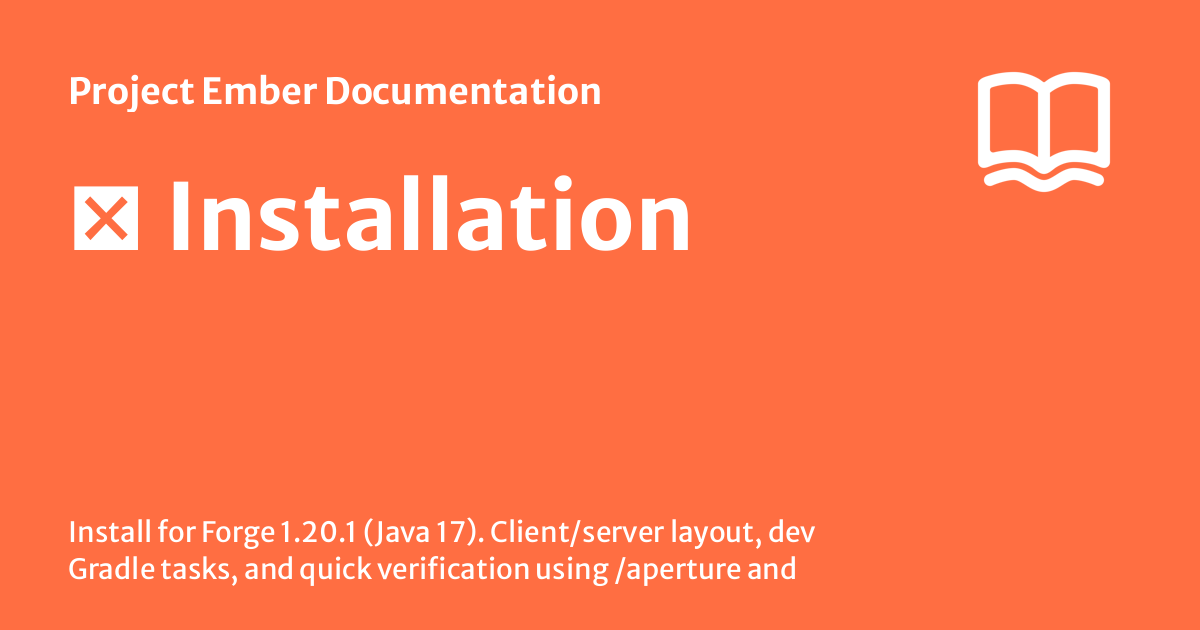 Project Ember Documentation
Installation
Install for Forge 1.20.1 (Java 17). Client/server layout, dev
Gradle tasks, and quick verification using /aperture and